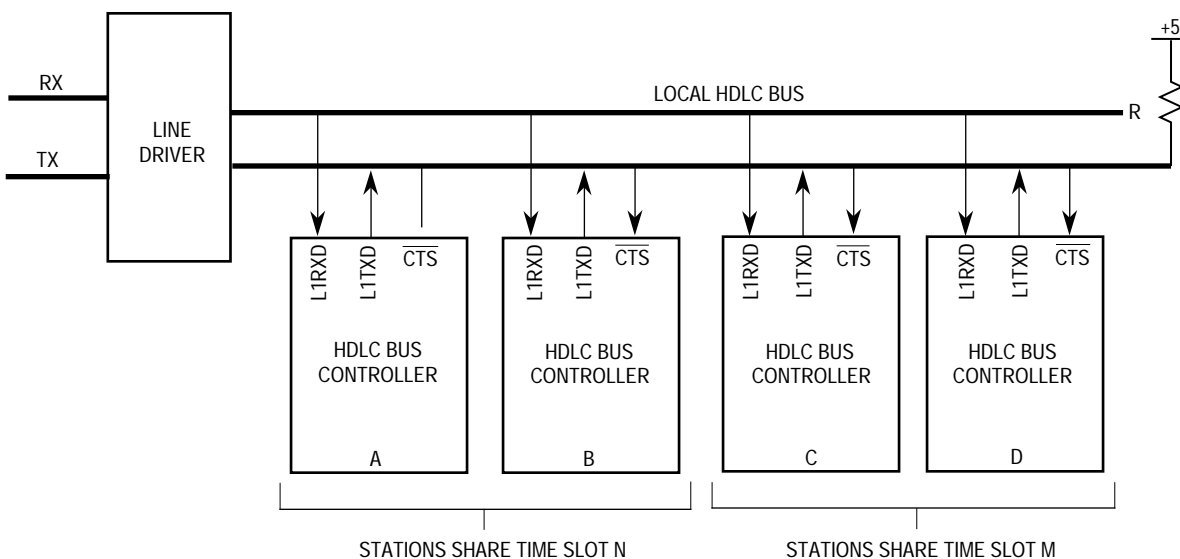 +5
RX
LOCAL HDLC BUS
R
LINE
DRIVER
TX
L1RXD
L1TXD
CTS
L1RXD
L1TXD
CTS
L1RXD
L1TXD
CTS
L1RXD
L1TXD
CTS
HDLC BUS
CONTROLLER
HDLC BUS
CONTROLLER
HDLC BUS
CONTROLLER
HDLC BUS
CONTROLLER
A
B
C
D
STATIONS SHARE TIME SLOT N
STATIONS SHARE TIME SLOT M